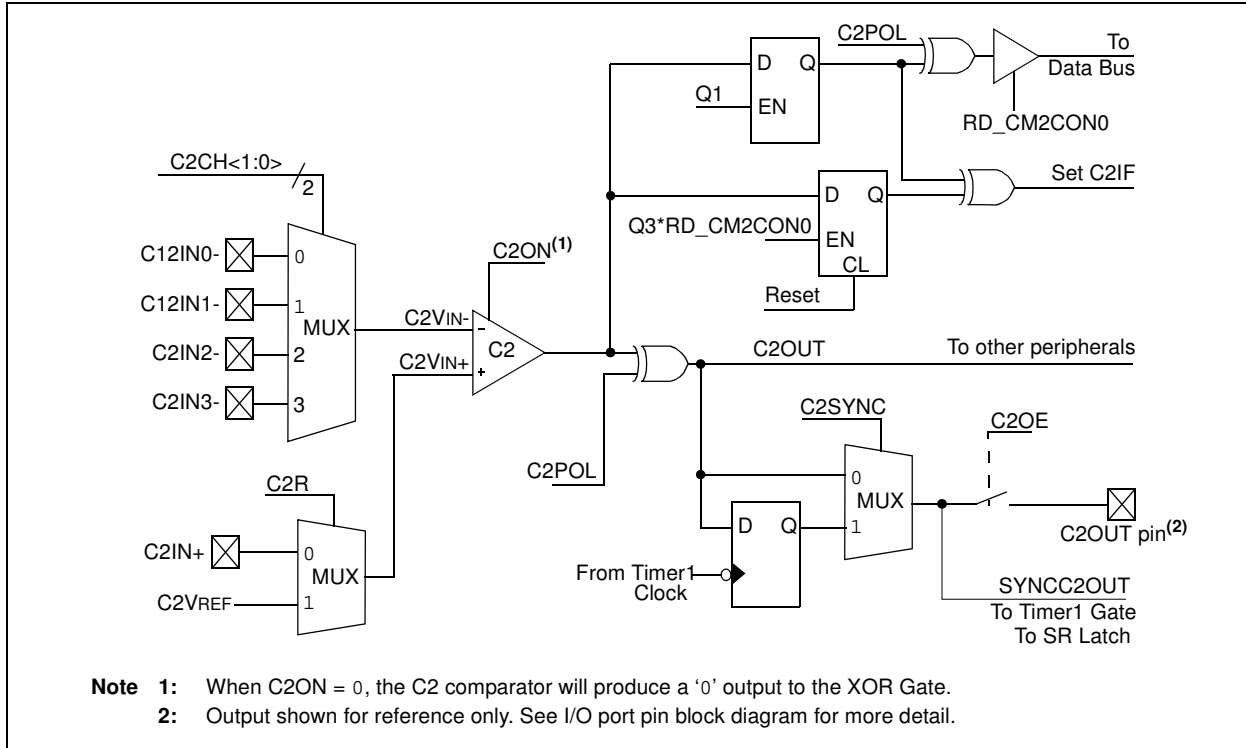 C2POL
To
Data Bus
D Q
Q1
EN
RD_CM2CON0
C2CH<1:0>
2
Set C2IF
D Q
Q3*RD_CM2CON0
EN
CL
Reset
C12IN0-
0
C12IN1-
1
MUX
C2IN2-
2
C2IN3-
3
C2ON(1)
C2VIN-
-
C2
C2VIN+
+
C2OUT
To other peripherals
C2POL
C2SYNC
C2OE
0
MUX
1
D Q
From Timer1
Clock
C2OUT pin(2)
SYNCC2OUT
To Timer1 Gate
To SR Latch
C2R
C2IN+
0
MUX
C2VREF
1
Note 1: When C2ON = 0, the C2 comparator will produce a ‘0’ output to the XOR Gate.
2: Output shown for reference only. See I/O port pin block diagram for more detail.